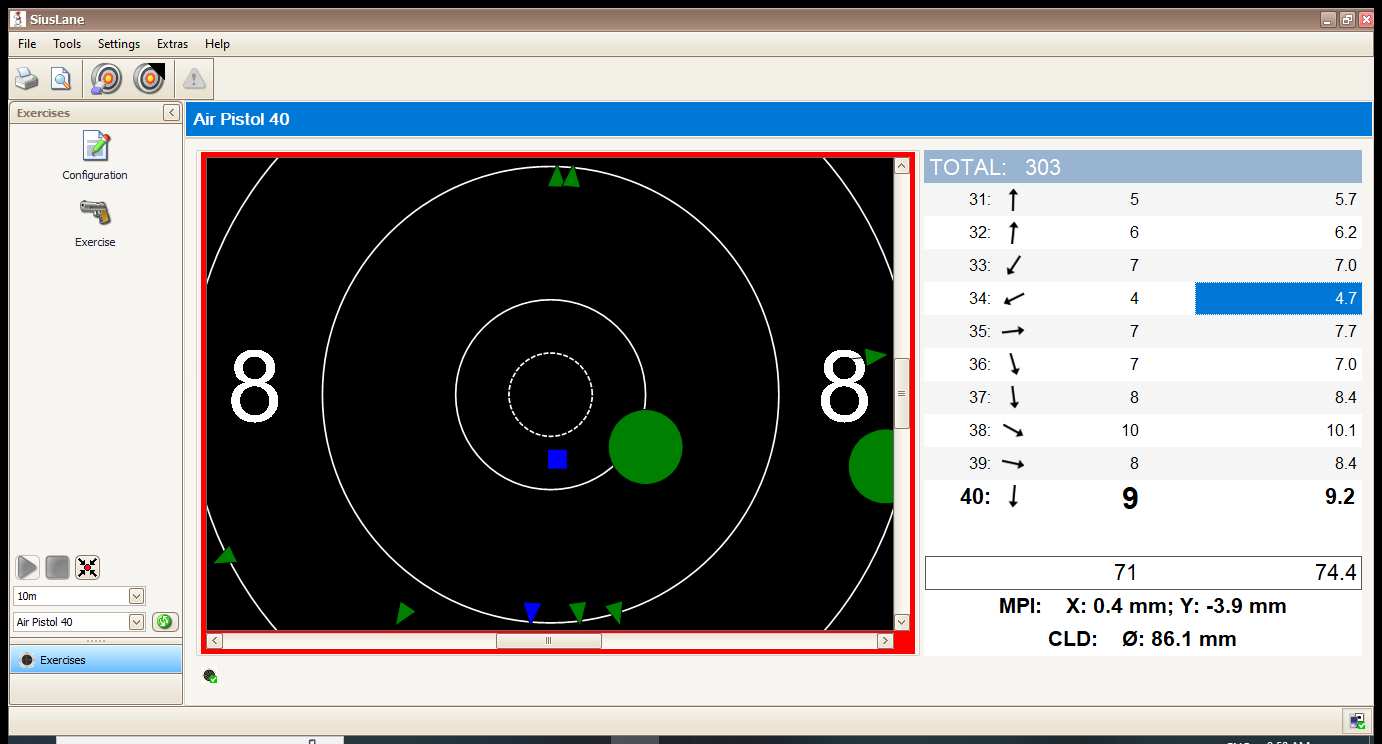 SiusLane
File Tools Settings Extras Help
Exercises
Configuration
Exercise
10m
Air Pistol 40
Exercises
Air Pistol 40
8 8
TOTAL: 303
31: 5 5.7
32: 6 6.2
33: 7 7.0
34: 4 4.7
35: 7 7.7
36: 7 7.0
37: 8 8.4
38: 10 10.1
39: 8 8.4
40: 9 9.2
71 74.4
MPI: X: 0.4 mm; Y: -3.9 mm
CLD: Ø: 86.1 mm